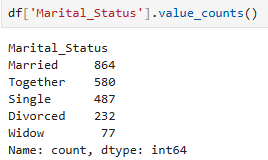 df['Marital_Status'].value_counts()
Marital_Status
Married 864
Together 580
Single 487
Divorced 232
Widow 77
Name: count, dtype: int64